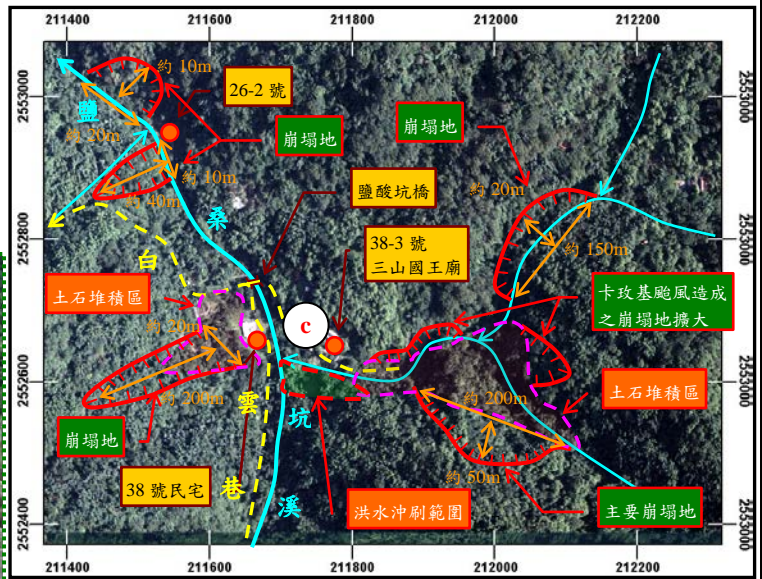 211400 211600 211800 212000 212200
2553000
2552800
2552600
2552400
2553000
2553000
2553000
2553000
約 10m
26-2 號
鹽
約 20m
崩塌地
崩塌地
約 10m
約 20m
約 40m
桑
鹽酸坑橋
白
38-3 號
三山國王廟
約 150m
土石堆積區
c
卡玫基颱風造成
之崩塌地擴大
約 20m
約 200m
雲
坑
約 200m
土石堆積區
崩塌地
38 號民宅
巷
溪
約 50m
洪水沖刷範圍
主要崩塌地
211400 211600 211800 212000 212200